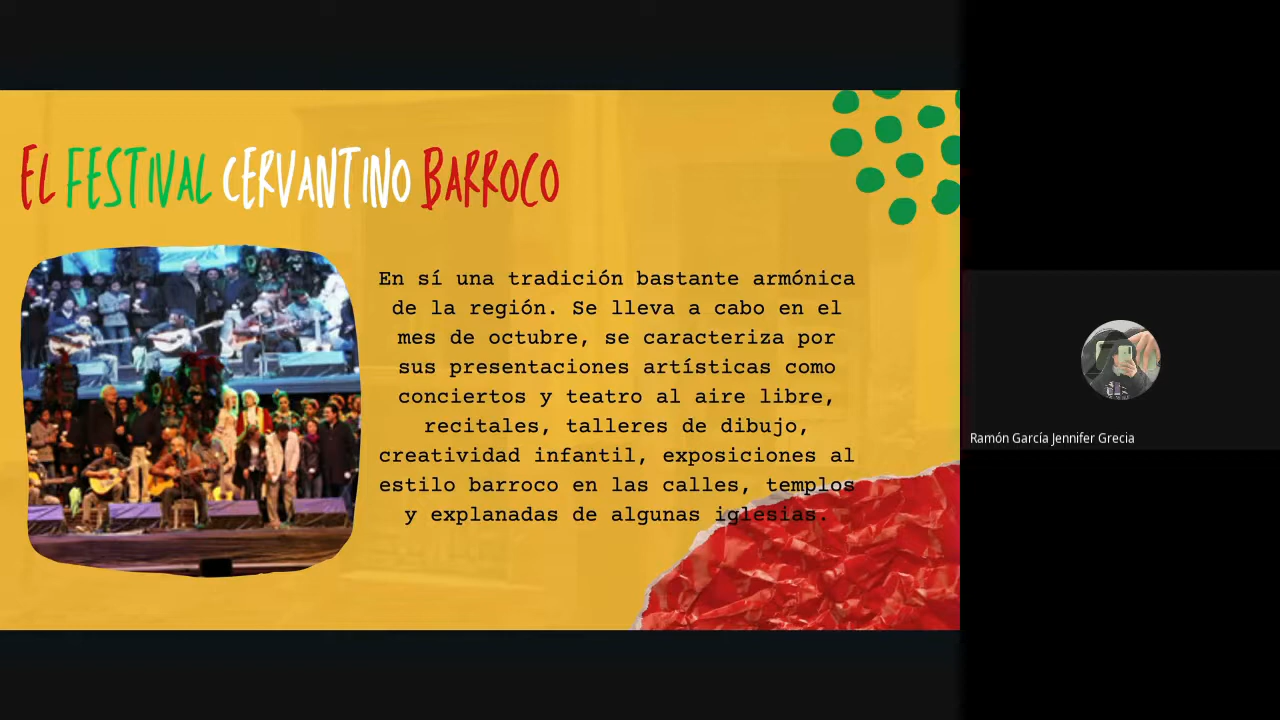 EL FESTIVAL CERVANTINO BARROCO
En sí una tradición bastante armónica
de la región. Se lleva a cabo en el
mes de octubre, se caracteriza por
sus presentaciones artísticas como
conciertos y teatro al aire libre,
recitales, talleres de dibujo,
creatividad infantil, exposiciones al
estilo barroco en las calles, templos
y explanadas de algunas iglesias.
Ramón García Jennifer Grecia